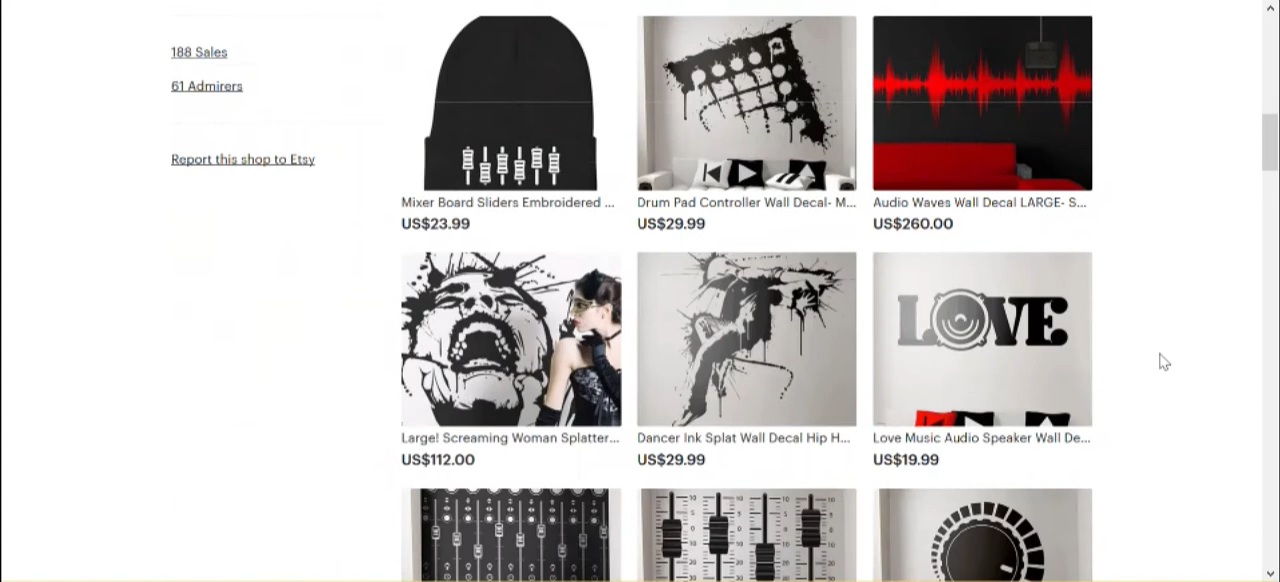 188 Sales
61 Admirers
Report this shop to Etsy
Mixer Board Sliders Embroidered ...
Drum Pad Controller Wall Decal- M...
Audio Waves Wall Decal LARGE- S...
US$23.99
US$29.99
US$260.00
LOVE
Large! Screaming Woman Splatter...
Dancer Ink Splat Wall Decal Hip H...
Love Music Audio Speaker Wall De...
US$112.00
US$29.99
US$19.99